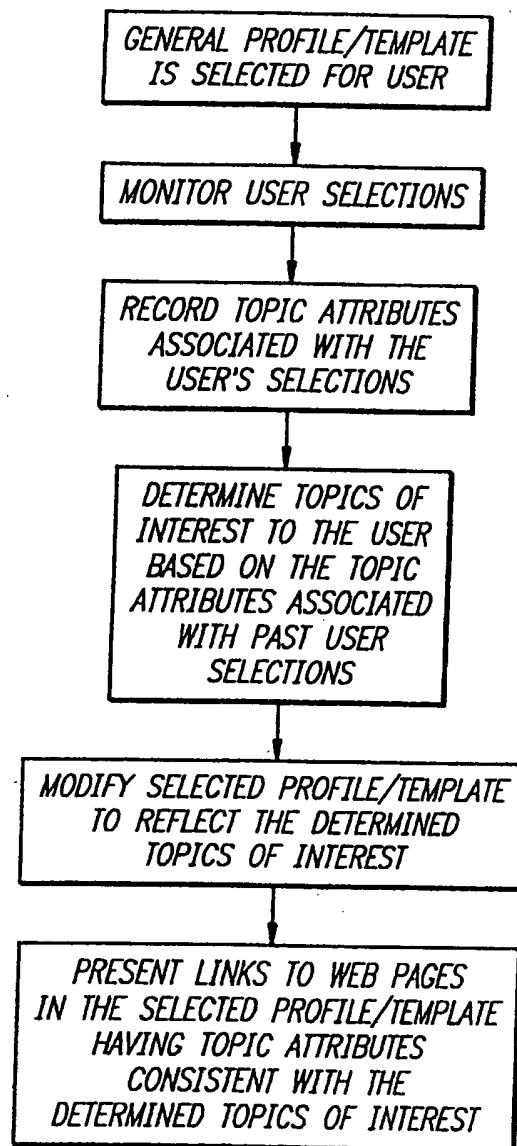 GENERAL PROFILE/TEMPLATE
IS SELECTED FOR USER
MONITOR USER SELECTIONS
RECORD TOPIC ATTRIBUTES
ASSOCIATED WITH THE
USER'S SELECTIONS
DETERMINE TOPICS OF
INTEREST TO THE USER
BASED ON THE TOPIC
ATTRIBUTES ASSOCIATED
WITH PAST USER
SELECTIONS
MODIFY SELECTED PROFILE/TEMPLATE
TO REFLECT THE DETERMINED
TOPICS OF INTEREST
PRESENT LINKS TO WEB PAGES
IN THE SELECTED PROFILE/TEMPLATE
HAVING TOPIC ATTRIBUTES
CONSISTENT WITH THE
DETERMINED TOPICS OF INTEREST